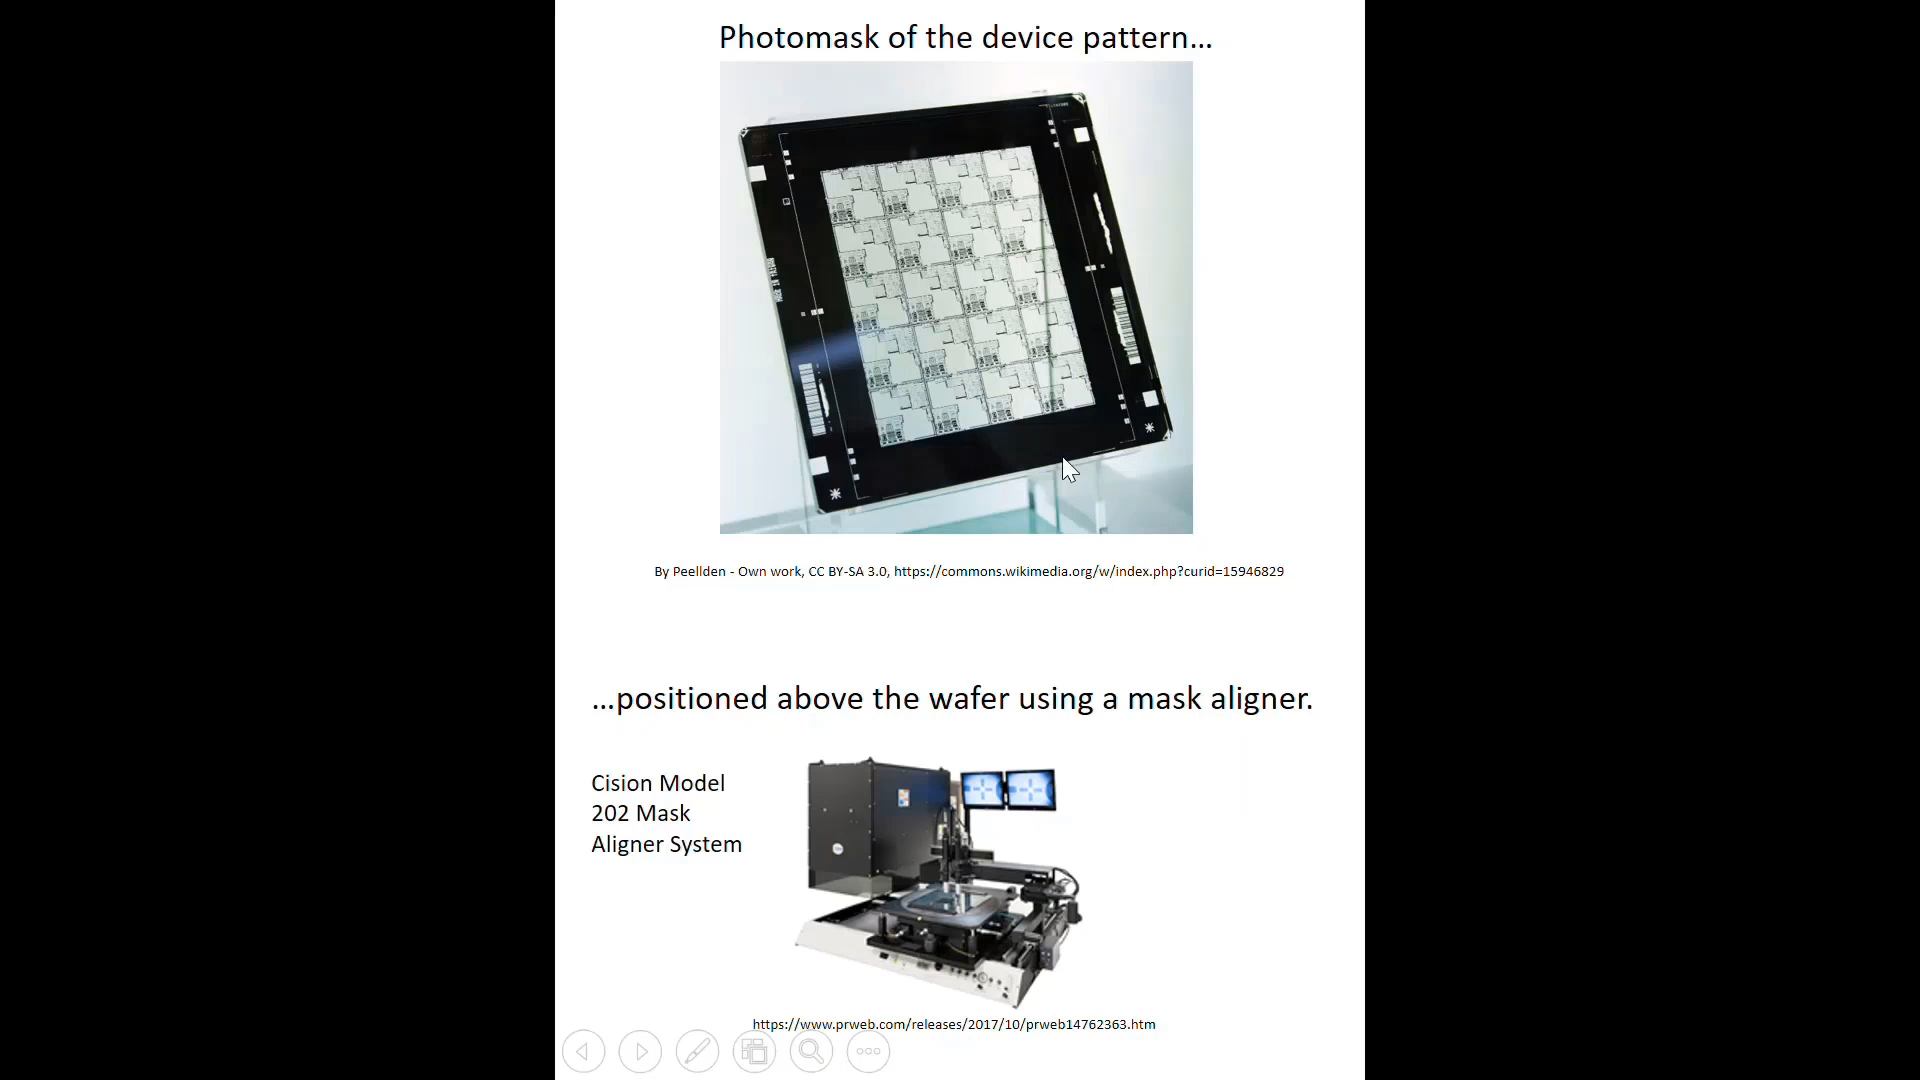 Photomask of the device pattern...
By Peellden - Own work, CC BY-SA 3.0, https://commons.wikimedia.org/w/index.php?curid=15946829
...positioned above the wafer using a mask aligner.
Cision Model
202 Mask
Aligner System
https://www.prweb.com/releases/2017/10/prweb14762363.htm